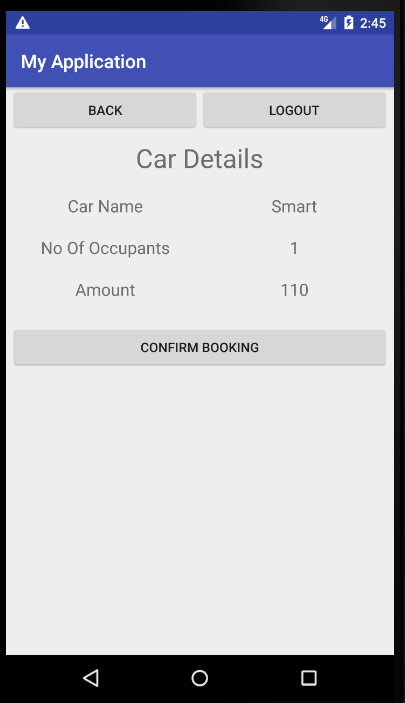 4G 2:45
My Application
BACK LOGOUT
Car Details
Car Name Smart
No Of Occupants 1
Amount 110
CONFIRM BOOKING